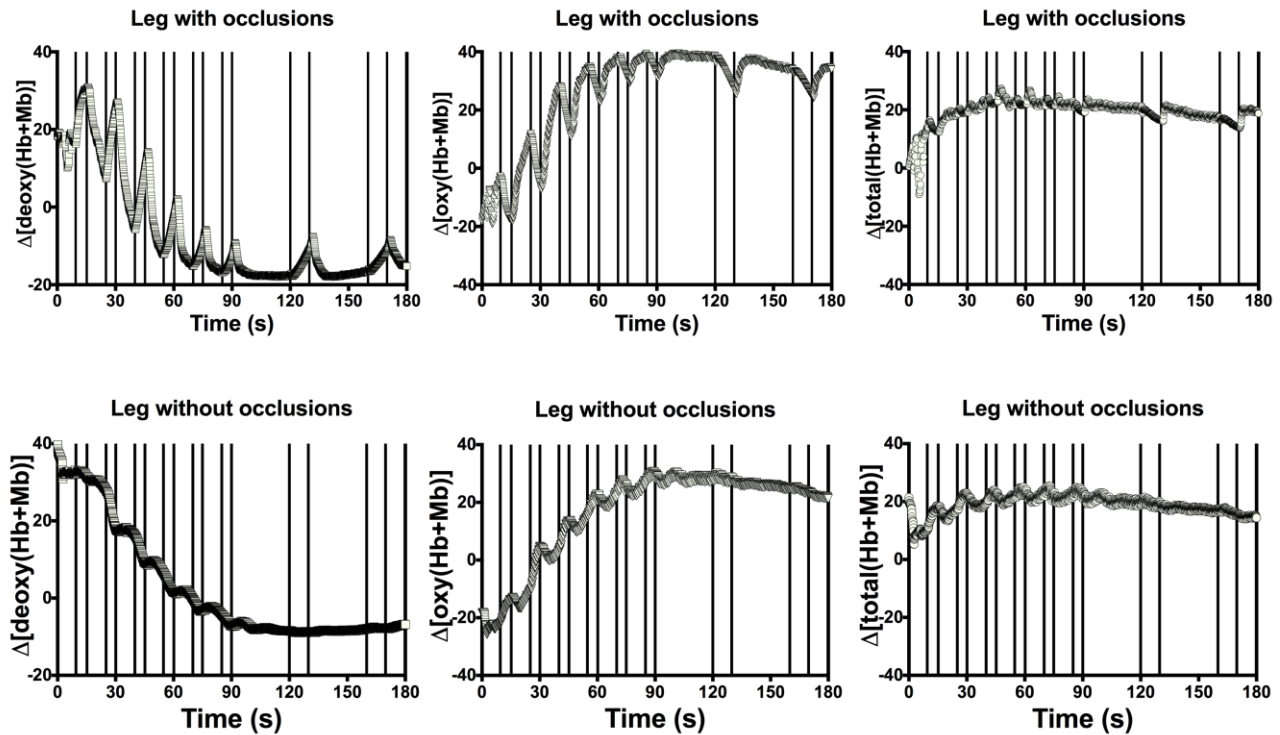 Leg with occlusions
Δ[deoxy(Hb+Mb)]
40
20
0
-20
0 30 60 90 120 150 180
Time (s)
Leg with occlusions
Δ[oxy(Hb+Mb)]
40
20
0
-20
-40
0 30 60 90 120 150 180
Time (s)
Leg with occlusions
Δ[total(Hb+Mb)]
40
20
0
-20
-40
0 30 60 90 120 150 180
Time (s)
Leg without occlusions
Δ[deoxy(Hb+Mb)]
40
20
0
-20
0 30 60 90 120 150 180
Time (s)
Leg without occlusions
Δ[oxy(Hb+Mb)]
40
20
0
-20
-40
0 30 60 90 120 150 180
Time (s)
Leg without occlusions
Δ[total(Hb+Mb)]
40
20
0
-20
-40
0 30 60 90 120 150 180
Time (s)